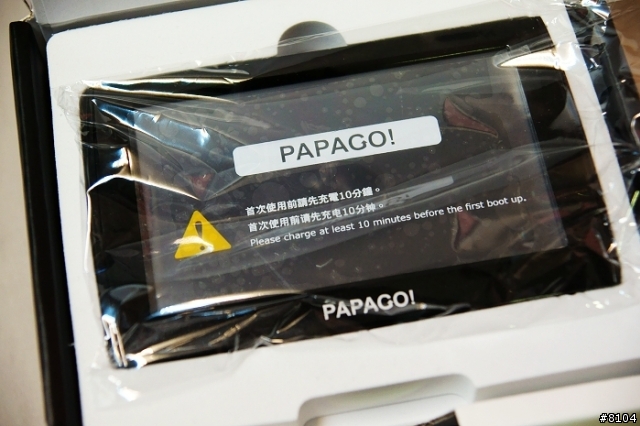 PAPAGO!
首次使用前請先充電10分鐘。
首次使用前请先充电10分钟。
Please charge at least 10 minutes before the first boot up.
PAPAGO!
#8104